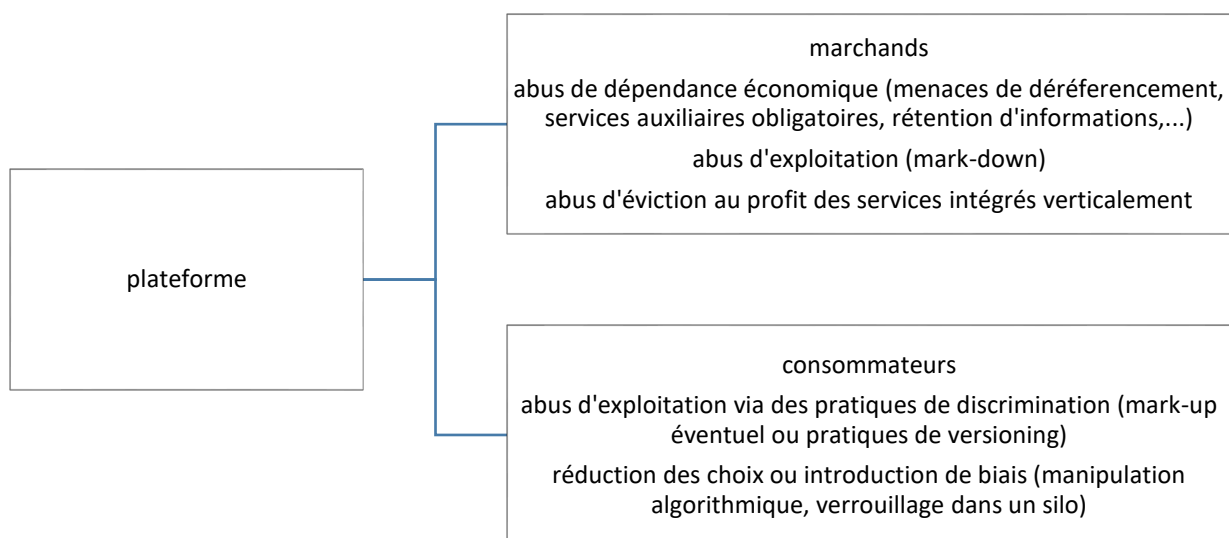 marchands
abus de dépendance économique (menaces de déréferencement,
services auxiliaires obligatoires, rétention d'informations,...)
abus d'exploitation (mark-down)
abus d'éviction au profit des services intégrés verticalement
plateforme
consommateurs
abus d'exploitation via des pratiques de discrimination (mark-up
éventuel ou pratiques de versioning)
réduction des choix ou introduction de biais (manipulation
algorithmique, verrouillage dans un silo)